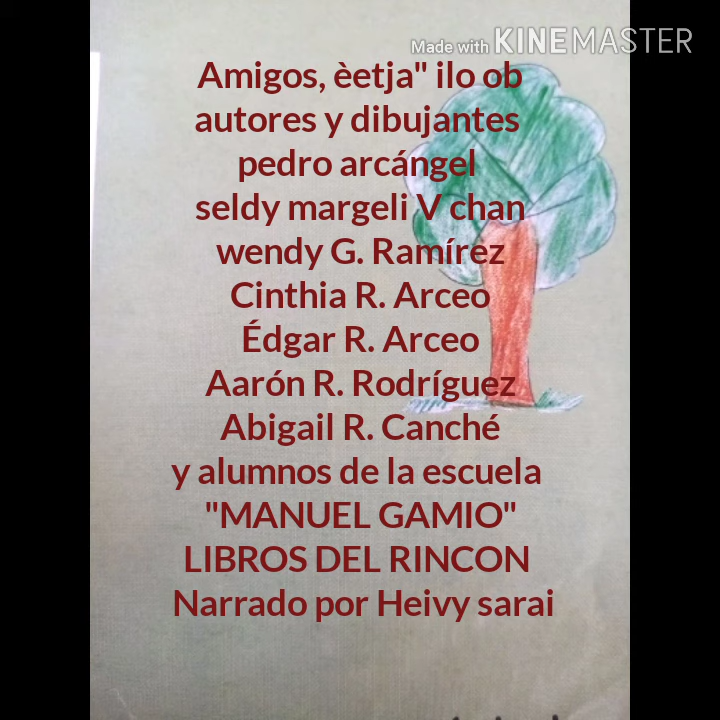 Made with KINEMASTER
Amigos, èetja" ilo ob
autores y dibujantes
pedro arcángel
seldy margeli V chan
wendy G. Ramírez
Cinthia R. Arceo
Édgar R. Arceo
Aarón R. Rodríguez
Abigail R. Canché
y alumnos de la escuela
"MANUEL GAMIO"
LIBROS DEL RINCON
Narrado por Heivy sarai